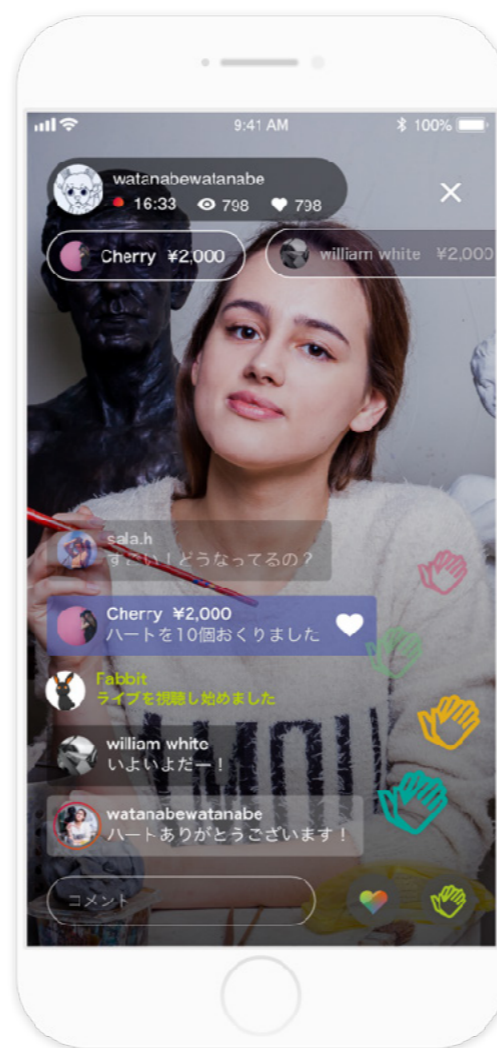 9:41 AM
100%
watanabewatanabe
16:33 798 798
Cherry ¥2,000
william white ¥2,000
sala.h
すごい！どうなってるの？
Cherry ¥2,000
ハートを10個おくりました
Fabbit
ライブを視聴し始めました
william white
いよいよだー！
watanabewatanabe
ハートありがとうございます！
コメント